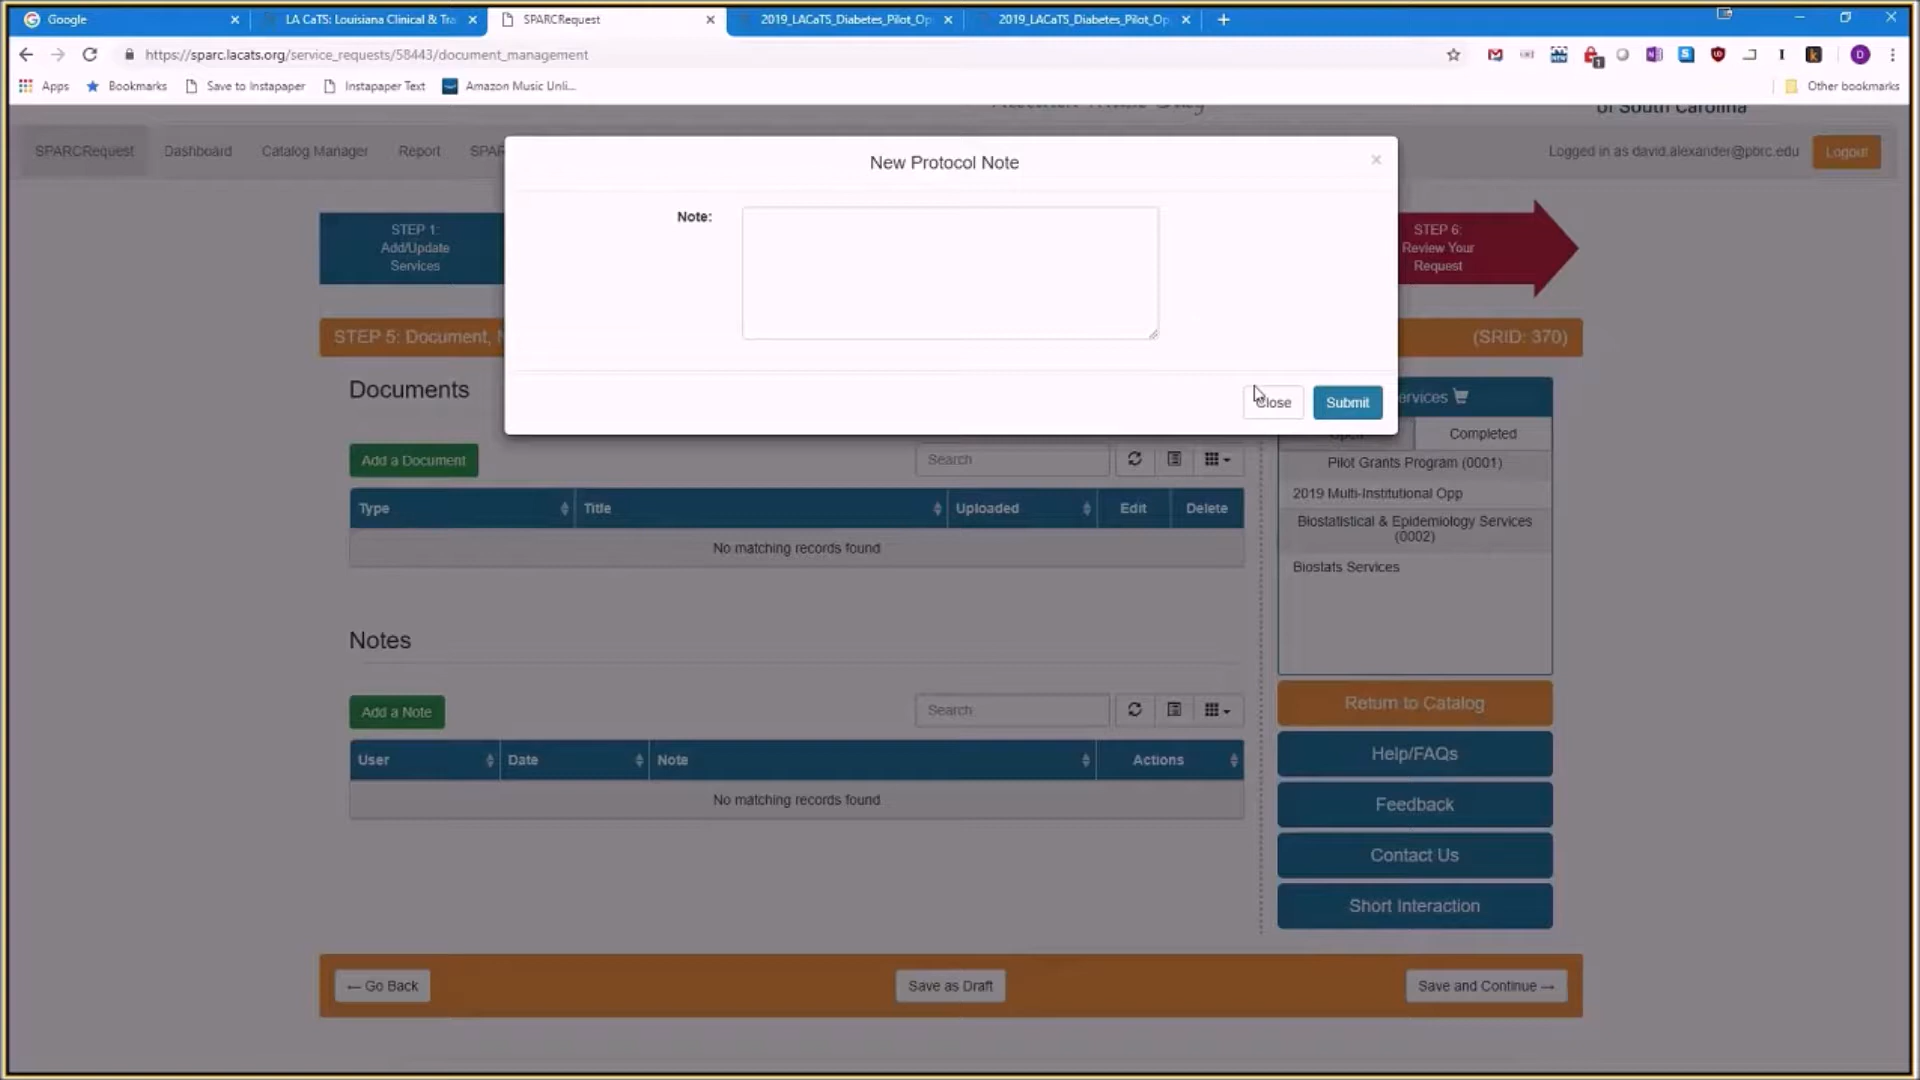 Google
LA CaTS: Louisiana Clinical & Tra
SPARCRequest
2019_LACaTS_Diabetes_Pilot_Op
2019_LACaTS_Diabetes_Pilot_Op
https://sparc.lacats.org/service_requests/58443/document_management
Apps
Bookmarks
Save to Instapaper
Instapaper Text
Amazon Music Unli...
Other bookmarks
of South Carolina
SPARCRequest
Dashboard
Catalog Manager
Report
SPAR
Logged in as david.alexander@pbrc.edu
Logout
New Protocol Note
Note:
Close
Submit
STEP 1:
Add/Update
Services
STEP 6:
Review Your
Request
STEP 5: Document, N
(SRID: 370)
Documents
Add a Document
Search
Type
Title
Uploaded
Edit
Delete
No matching records found
Notes
Add a Note
Search
User
Date
Note
Actions
No matching records found
ervices
Open
Completed
Pilot Grants Program (0001)
2019 Multi-Institutional Opp
Biostatistical & Epidemiology Services
(0002)
Biostats Services
Return to Catalog
Help/FAQs
Feedback
Contact Us
Short Interaction
← Go Back
Save as Draft
Save and Continue →